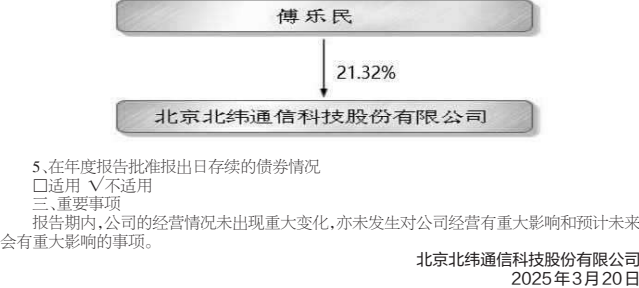 傅乐民
21.32%
北京北纬通信科技股份有限公司
5、在年度报告批准报出日存续的债券情况
□适用 √不适用
三、重要事项
报告期内,公司的经营情况未出现重大变化,亦未发生对公司经营有重大影响和预计未来
会有重大影响的事项。
北京北纬通信科技股份有限公司
2025年3月20日